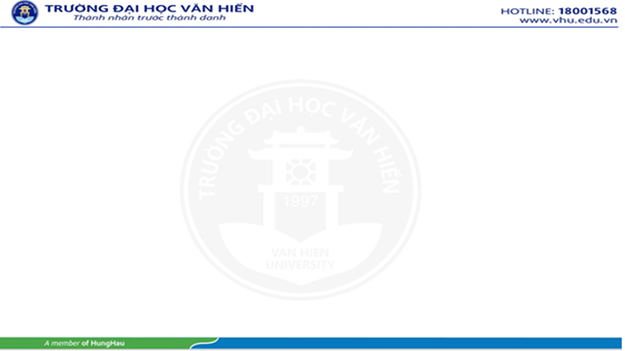 TRƯỜNG ĐẠI HỌC VĂN HIẾN
Thành nhân trước thành danh
HOTLINE: 18001568
www.vhu.edu.vn
TRƯỜNG ĐẠI HỌC VĂN HIẾN
1997
VAN HIEN
UNIVERSITY
A member of HungHau